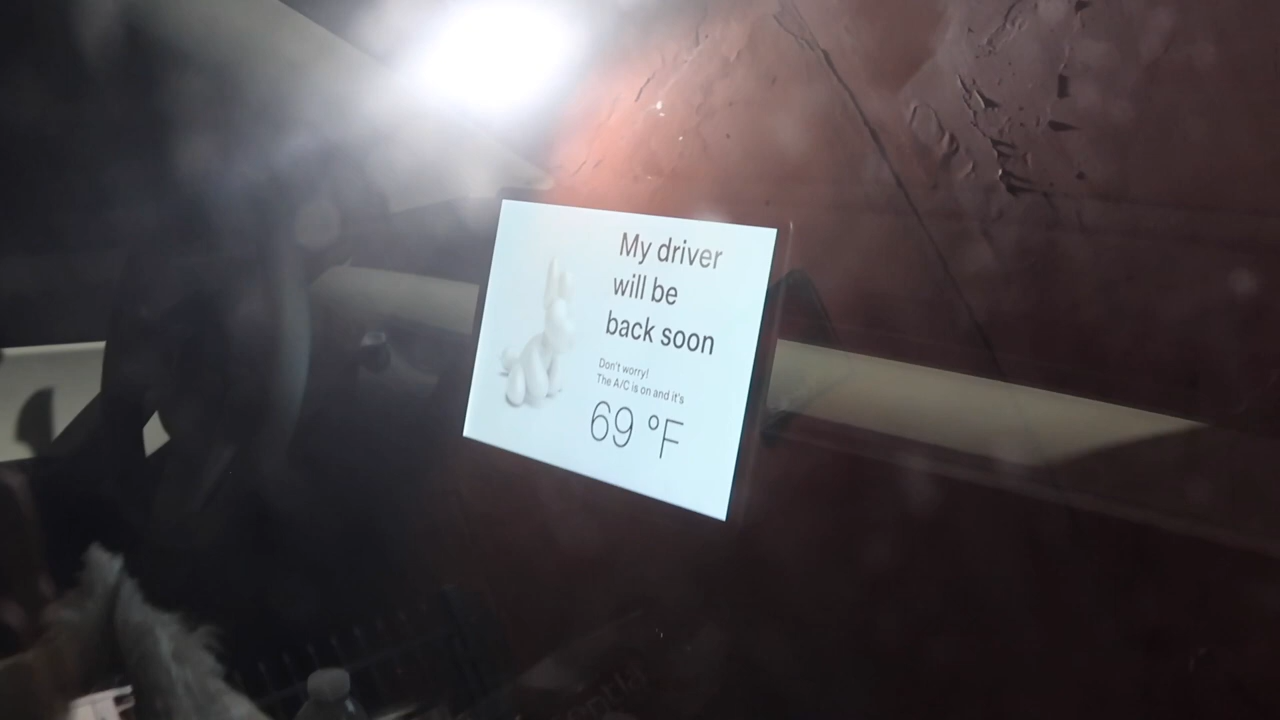 My driver
will be
back soon
Don't worry!
The A/C is on and it's
69 °F